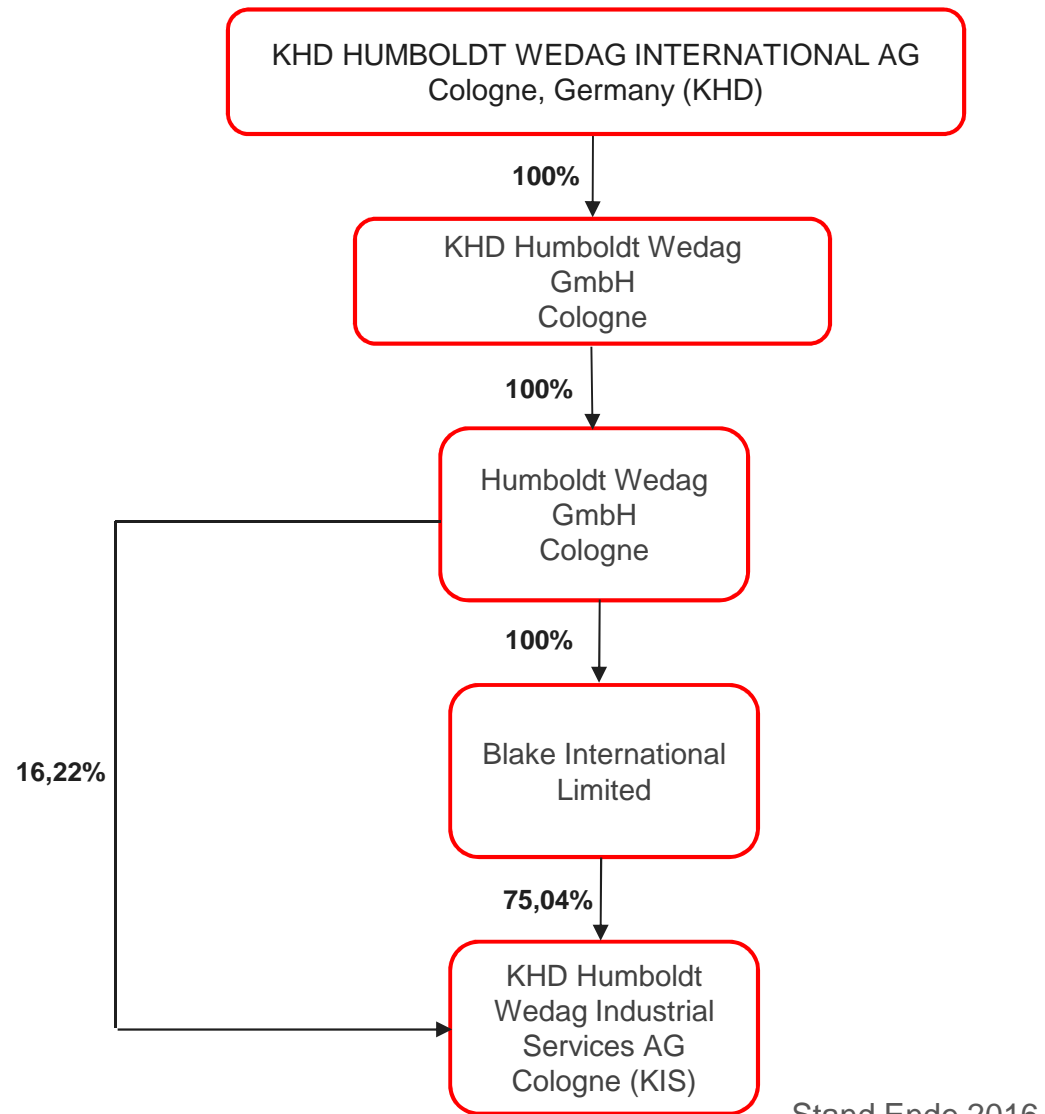 KHD HUMBOLDT WEDAG INTERNATIONAL AG
Cologne, Germany (KHD)
100%
KHD Humboldt Wedag
GmbH
Cologne
100%
Humboldt Wedag
GmbH
Cologne
100%
Blake International
Limited
16,22%
75,04%
KHD Humboldt
Wedag Industrial
Services AG
Cologne (KIS)
Stand Ende 2016